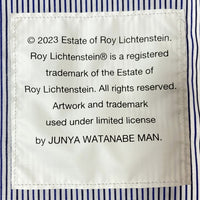 © 2023 Estate of Roy Lichtenstein.
Roy Lichtenstein® is a registered
trademark of the Estate of
Roy Lichtenstein. All rights reserved.
Artwork and trademark
used under limited license
by JUNYA WATANABE MAN.